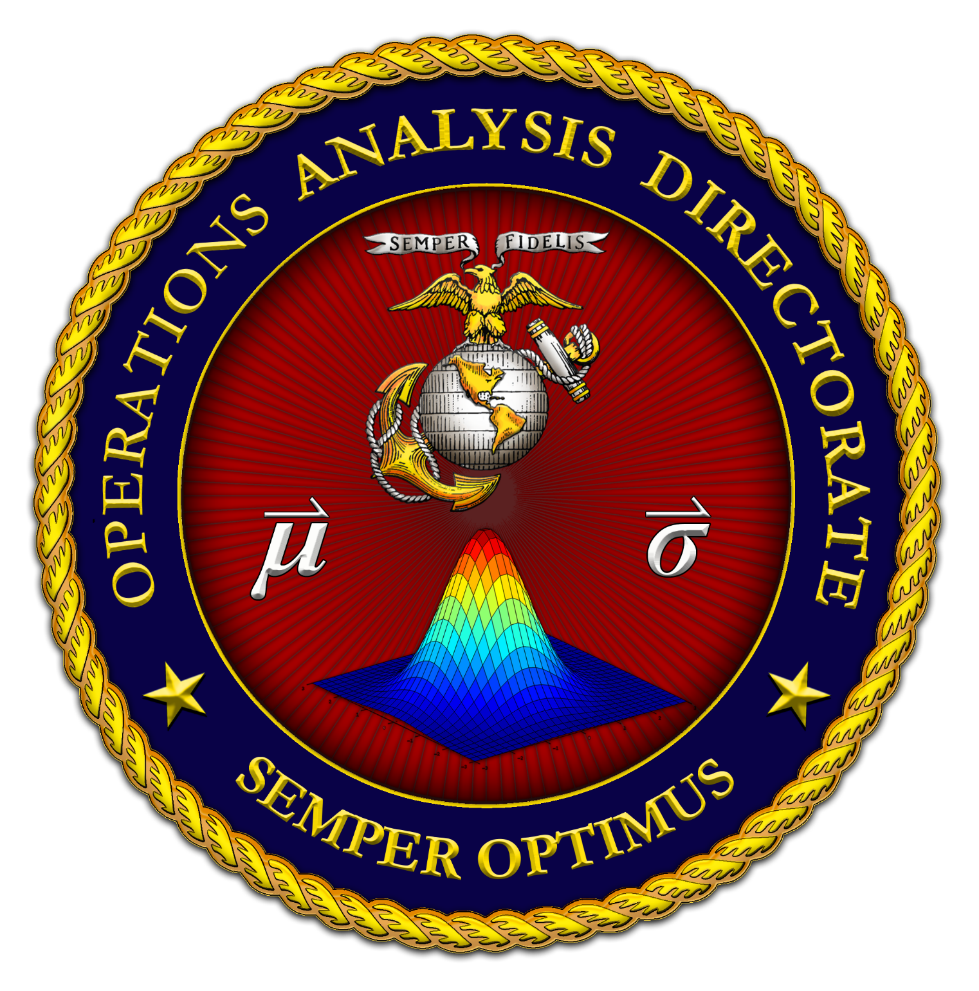 OPERATIONS ANALYSIS DIRECTORATE
SEMPER FIDELIS
μ⃗ σ⃗
SEMPER OPTIMUS